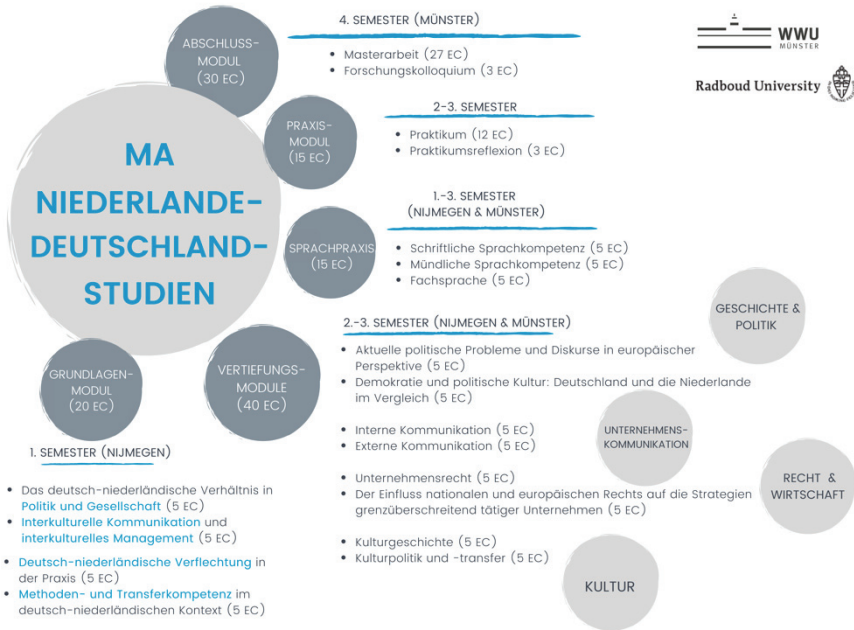 4. SEMESTER (MÜNSTER)
ABSCHLUSS-
MODUL
(30 EC)
• Masterarbeit (27 EC)
• Forschungskolloquium (3 EC)
WWU
MÜNSTER
Radboud University
2-3. SEMESTER
PRAXIS-
MODUL
(15 EC)
• Praktikum (12 EC)
• Praktikumsreflexion (3 EC)
MA
NIEDERLANDE-
DEUTSCHLAND-
STUDIEN
1.-3. SEMESTER
(NIJMEGEN & MÜNSTER)
SPRACHPRAXIS
(15 EC)
• Schriftliche Sprachkompetenz (5 EC)
• Mündliche Sprachkompetenz (5 EC)
• Fachsprache (5 EC)
GESCHICHTE &
POLITIK
2.-3. SEMESTER (NIJMEGEN & MÜNSTER)
VERTIEFUNGS-
MODULE
(40 EC)
• Aktuelle politische Probleme und Diskurse in europäischer
Perspektive (5 EC)
• Demokratie und politische Kultur: Deutschland und die Niederlande
im Vergleich (5 EC)
• Interne Kommunikation (5 EC)
• Externe Kommunikation (5 EC)
UNTERNEHMENS-
KOMMUNIKATION
• Unternehmensrecht (5 EC)
• Der Einfluss nationalen und europäischen Rechts auf die Strategien
grenzüberschreitend tätiger Unternehmen (5 EC)
RECHT &
WIRTSCHAFT
• Kulturgeschichte (5 EC)
• Kulturpolitik und -transfer (5 EC)
KULTUR
GRUNDLAGEN-
MODUL
(20 EC)
1. SEMESTER (NIJMEGEN)
• Das deutsch-niederländische Verhältnis in
Politik und Gesellschaft (5 EC)
• Interkulturelle Kommunikation und
interkulturelles Management (5 EC)
• Deutsch-niederländische Verflechtung in
der Praxis (5 EC)
• Methoden- und Transferkompetenz im
deutsch-niederländischen Kontext (5 EC)